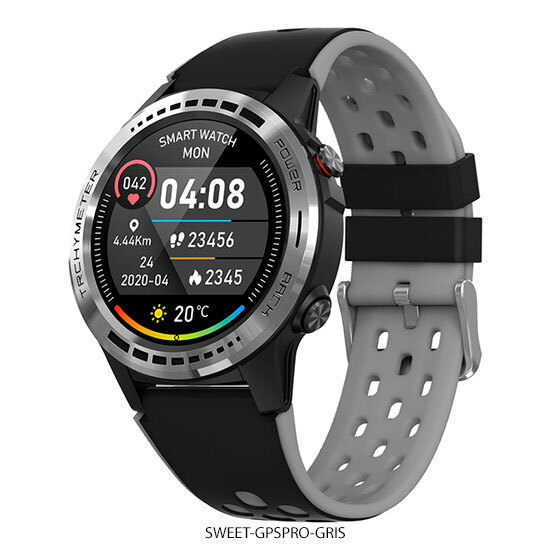 SMART WATCH
MON
POWER
TACHYMETER
042
04:08
4.44Km
23456
24
2020-04
2345
BACK
20°C
SWEET-GPSPRO-GRIS